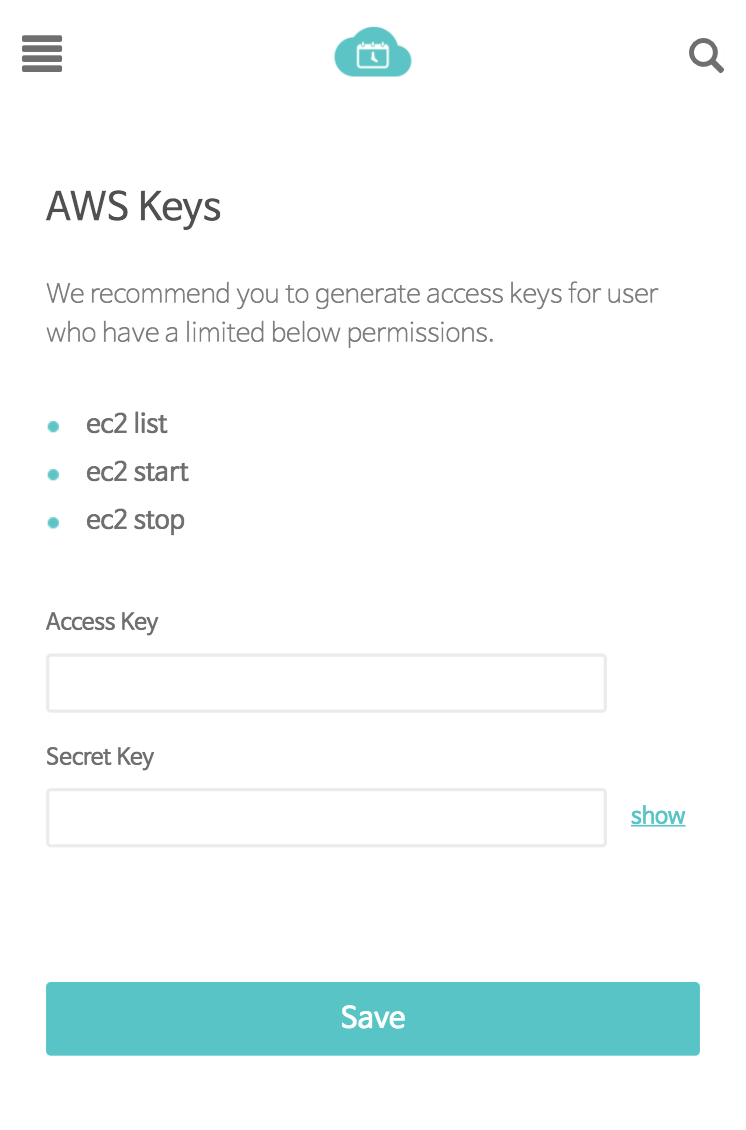 AWS Keys
We recommend you to generate access keys for user
who have a limited below permissions.
ec2 list
ec2 start
ec2 stop
Access Key
Secret Key
show
Save